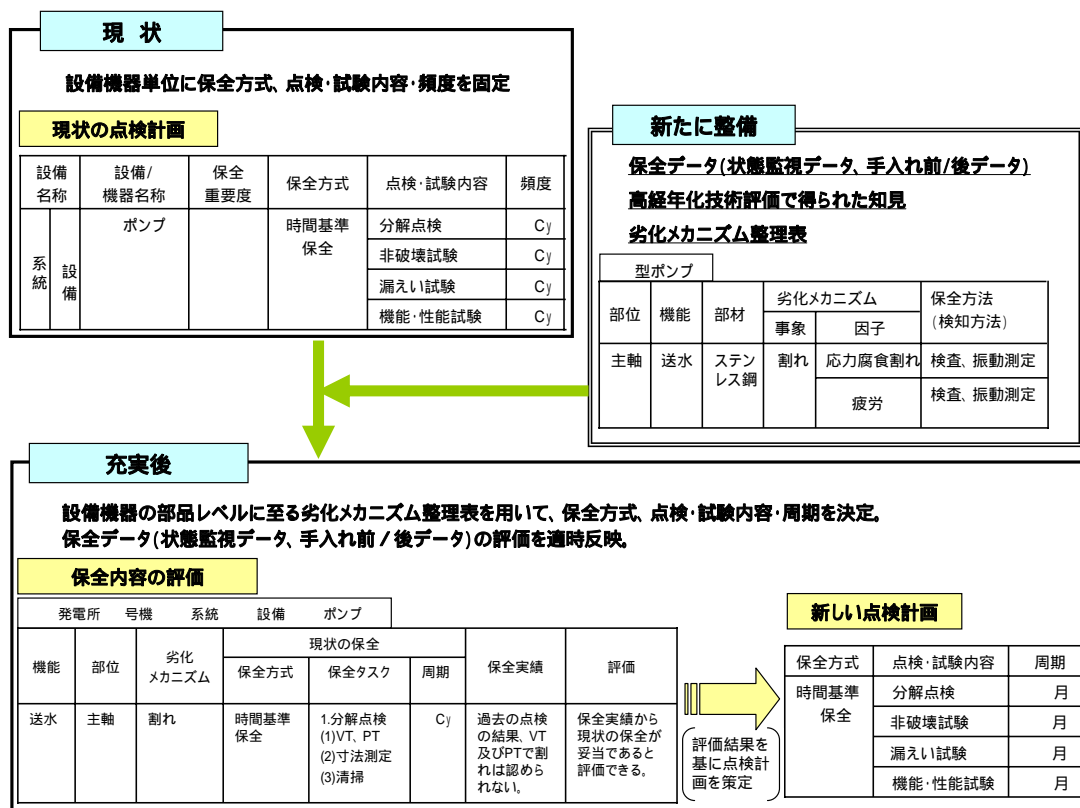 現 状
設備機器単位に保全方式、点検･試験内容･頻度を固定
現状の点検計画
設備名称 設備/機器名称 保全重要度 保全方式 点検･試験内容 頻度
系統 設備 ポンプ 時間基準保全 分解点検 Cy
非破壊試験 Cy
漏えい試験 Cy
機能･性能試験 Cy
新たに整備
保全データ(状態監視データ、手入れ前/後データ)
高経年化技術評価で得られた知見
劣化メカニズム整理表
型ポンプ
部位 機能 部材 劣化メカニズム 保全方法(検知方法)
事象 因子
主軸 送水 ステンレス鋼 割れ 応力腐食割れ 検査、振動測定
疲労 検査、振動測定
充実後
設備機器の部品レベルに至る劣化メカニズム整理表を用いて、保全方式、点検･試験内容･周期を決定。
保全データ(状態監視データ、手入れ前/後データ)の評価を適時反映。
保全内容の評価
発電所 号機 系統 設備 ポンプ
機能 部位 劣化メカニズム 現状の保全 保全実績 評価
保全方式 保全タスク 周期
送水 主軸 割れ 時間基準保全 1.分解点検 Cy
(1)VT、PT
(2)寸法測定
(3)清掃
過去の点検
の結果、VT
及びPTで割
れは認めら
れない。
保全実績から
現状の保全が
妥当であると
評価できる。
評価結果を
基に点検計
画を策定
新しい点検計画
保全方式 点検･試験内容 周期
時間基準保全 分解点検 月
非破壊試験 月
漏えい試験 月
機能･性能試験 月